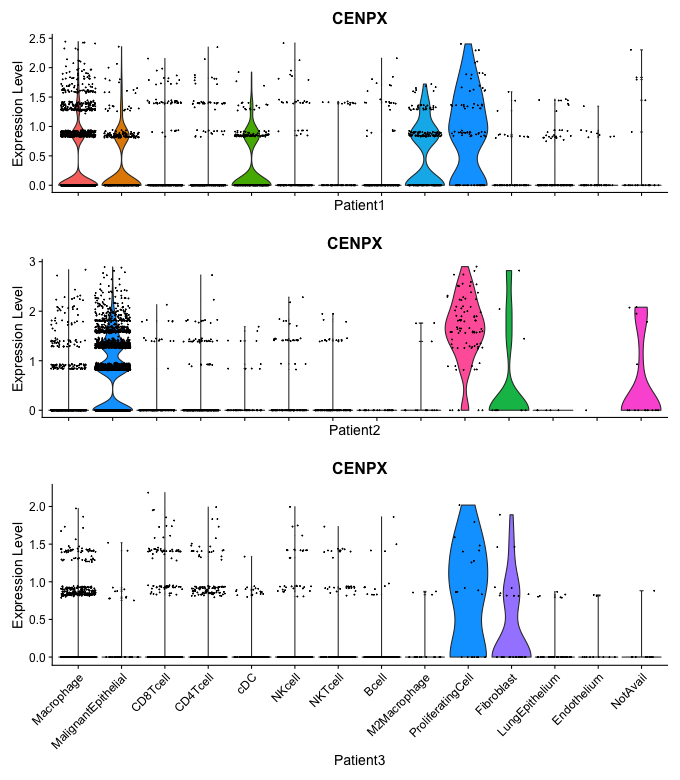 CENPX
Expression Level
2.5
2.0
1.5
1.0
0.5
0.0
Patient1
CENPX
Expression Level
3
2
1
0
Patient2
CENPX
Expression Level
2.0
1.5
1.0
0.5
0.0
Macrophage
MalignantEpithelial
CD8Tcell
CD4Tcell
cDC
NKcell
NKTcell
Bcell
M2Macrophage
ProliferatingCell
Fibroblast
LungEpithelium
Endothelium
NotAvail
Patient3